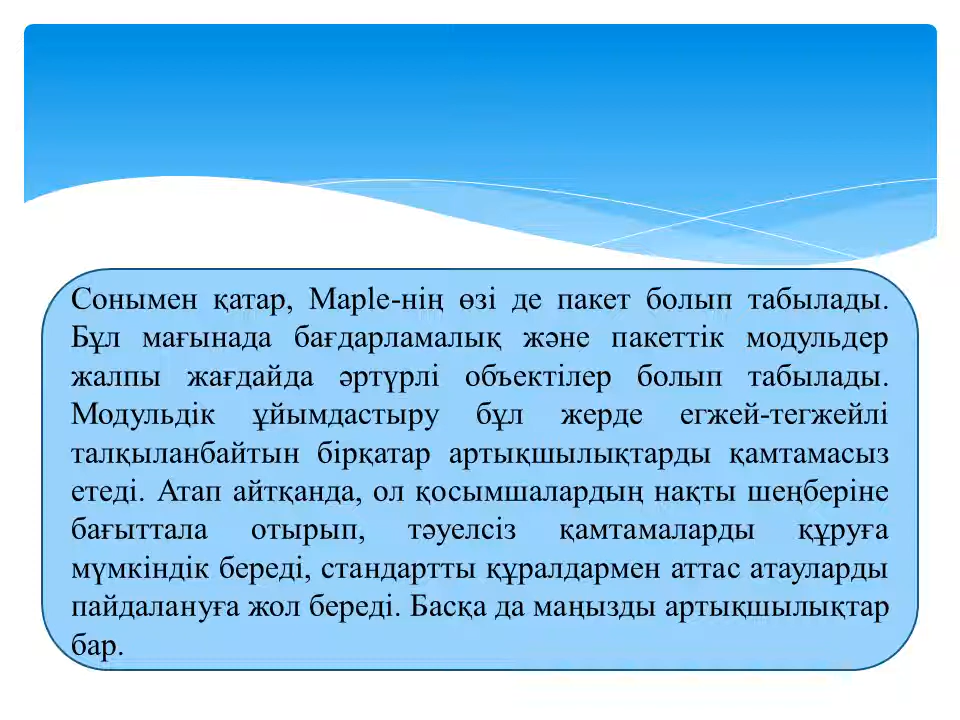 Сонымен қатар, Maple-нің өзі де пакет болып табылады.
Бұл мағынада бағдарламалық және пакеттік модульдер
жалпы жағдайда әртүрлі объектілер болып табылады.
Модульдік ұйымдастыру бұл жерде егжей-тегжейлі
талқыланбайтын бірқатар артықшылықтарды қамтамасыз
етеді. Атап айтқанда, ол қосымшалардың нақты шеңберіне
бағыттала отырып, тәуелсіз қамтамаларды құруға
мүмкіндік береді, стандартты құралдармен аттас атауларды
пайдалануға жол береді. Басқа да маңызды артықшылықтар
бар.